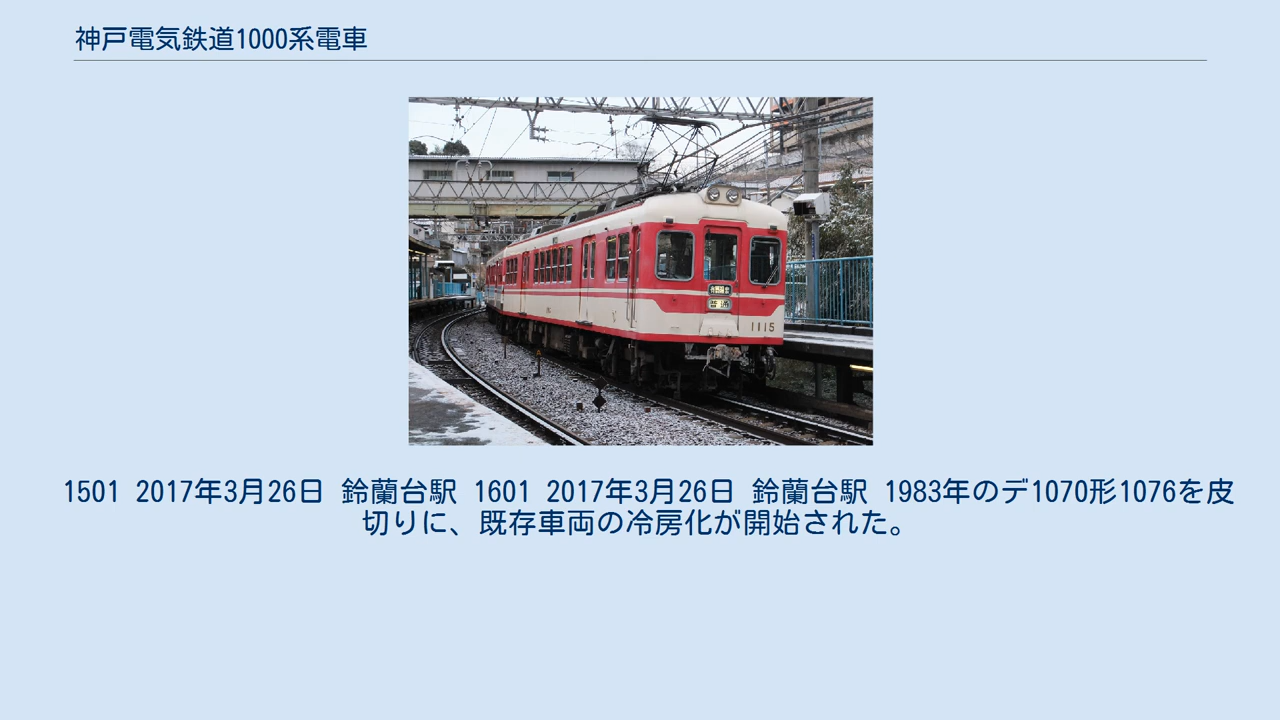 神戸電気鉄道1000系電車
1115
1501 2017年3月26日 鈴蘭台駅 1601 2017年3月26日 鈴蘭台駅 1983年のデ1070形1076を皮
切りに、既存車両の冷房化が開始された。